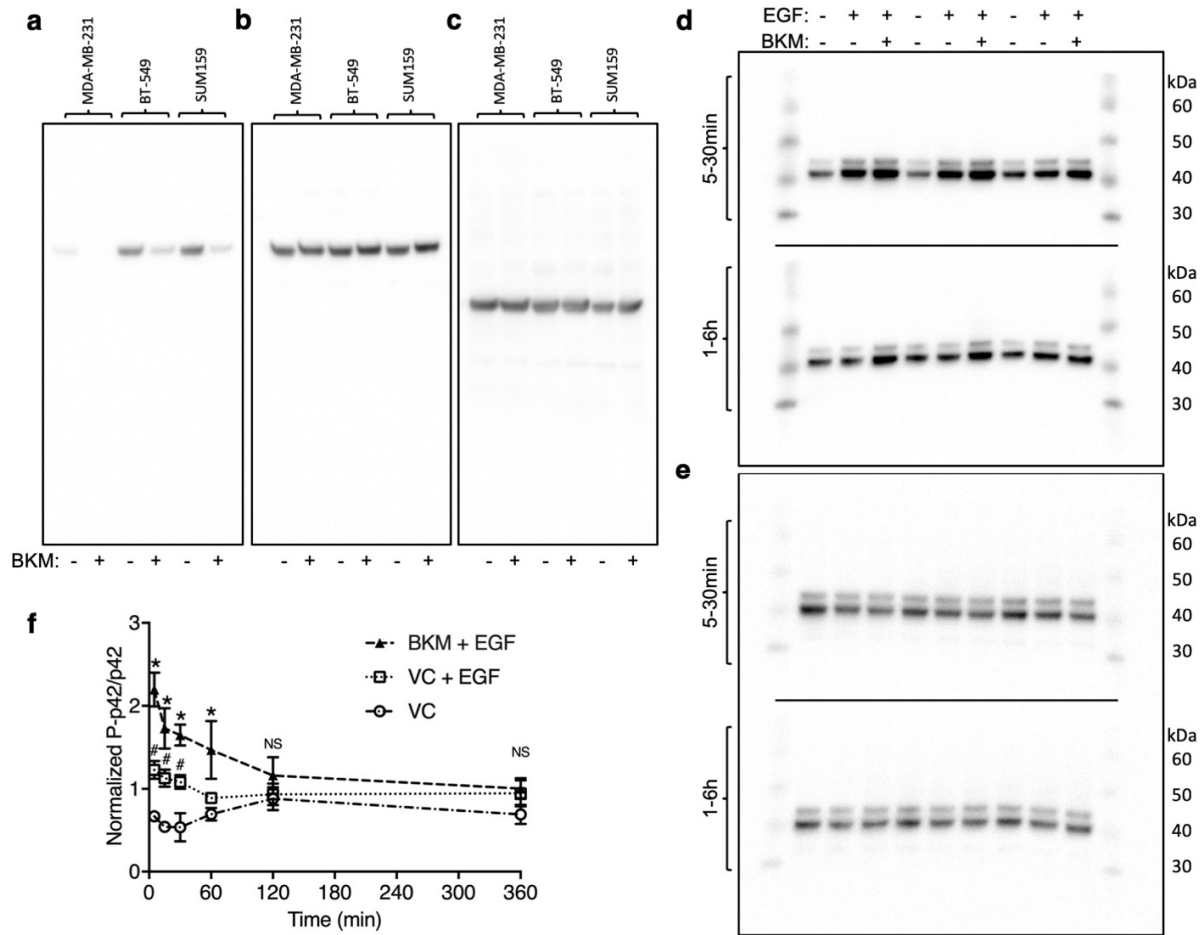 a
MDA-MB-231
BT-549
SUM159
b
MDA-MB-231
BT-549
SUM159
c
MDA-MB-231
BT-549
SUM159
BKM: - + - + - +
- + - + - +
- + - + - +
d
EGF: - + + - + + - + +
BKM: - - + - - + - - +
5-30min
kDa
60
50
40
30
1-6h
kDa
60
50
40
30
e
5-30min
kDa
60
50
40
30
1-6h
kDa
60
50
40
30
f
Normalized P-p42/p42
3
2
1
0
BKM + EGF
VC + EGF
VC
* * * *
NS
NS
# # #
0 60 120 180 240 300 360
Time (min)